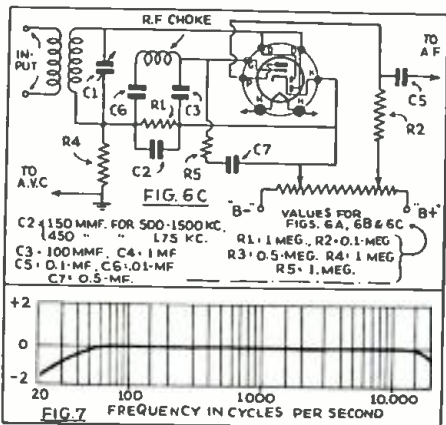 R.F CHOKE
INPUT
C1
C6
R1
C3
C2
R4
TO A.V.C
R5
C7
G1
P
H
H
K
TO A F
C5
R2
FIG. 6C
"B-"
"B+"
C2 { 150 MMF. FOR 500-1500 KC.
450 " " 175 KC.
C3= 100 MMF, C4= 1 MF
C5= 0.1-MF, C6= .01-MF
C7= 0.5-MF.
VALUES FOR
FIGS. 6A, 6B & 6C
R1= 1 MEG., R2= 0.1-MEG
R3= 0.5-MEG. R4= 1 MEG
R5= 1. MEG.
+2
0
-2
20
100
1000
10.000
FIG.7 FREQUENCY IN CYCLES PER SECOND